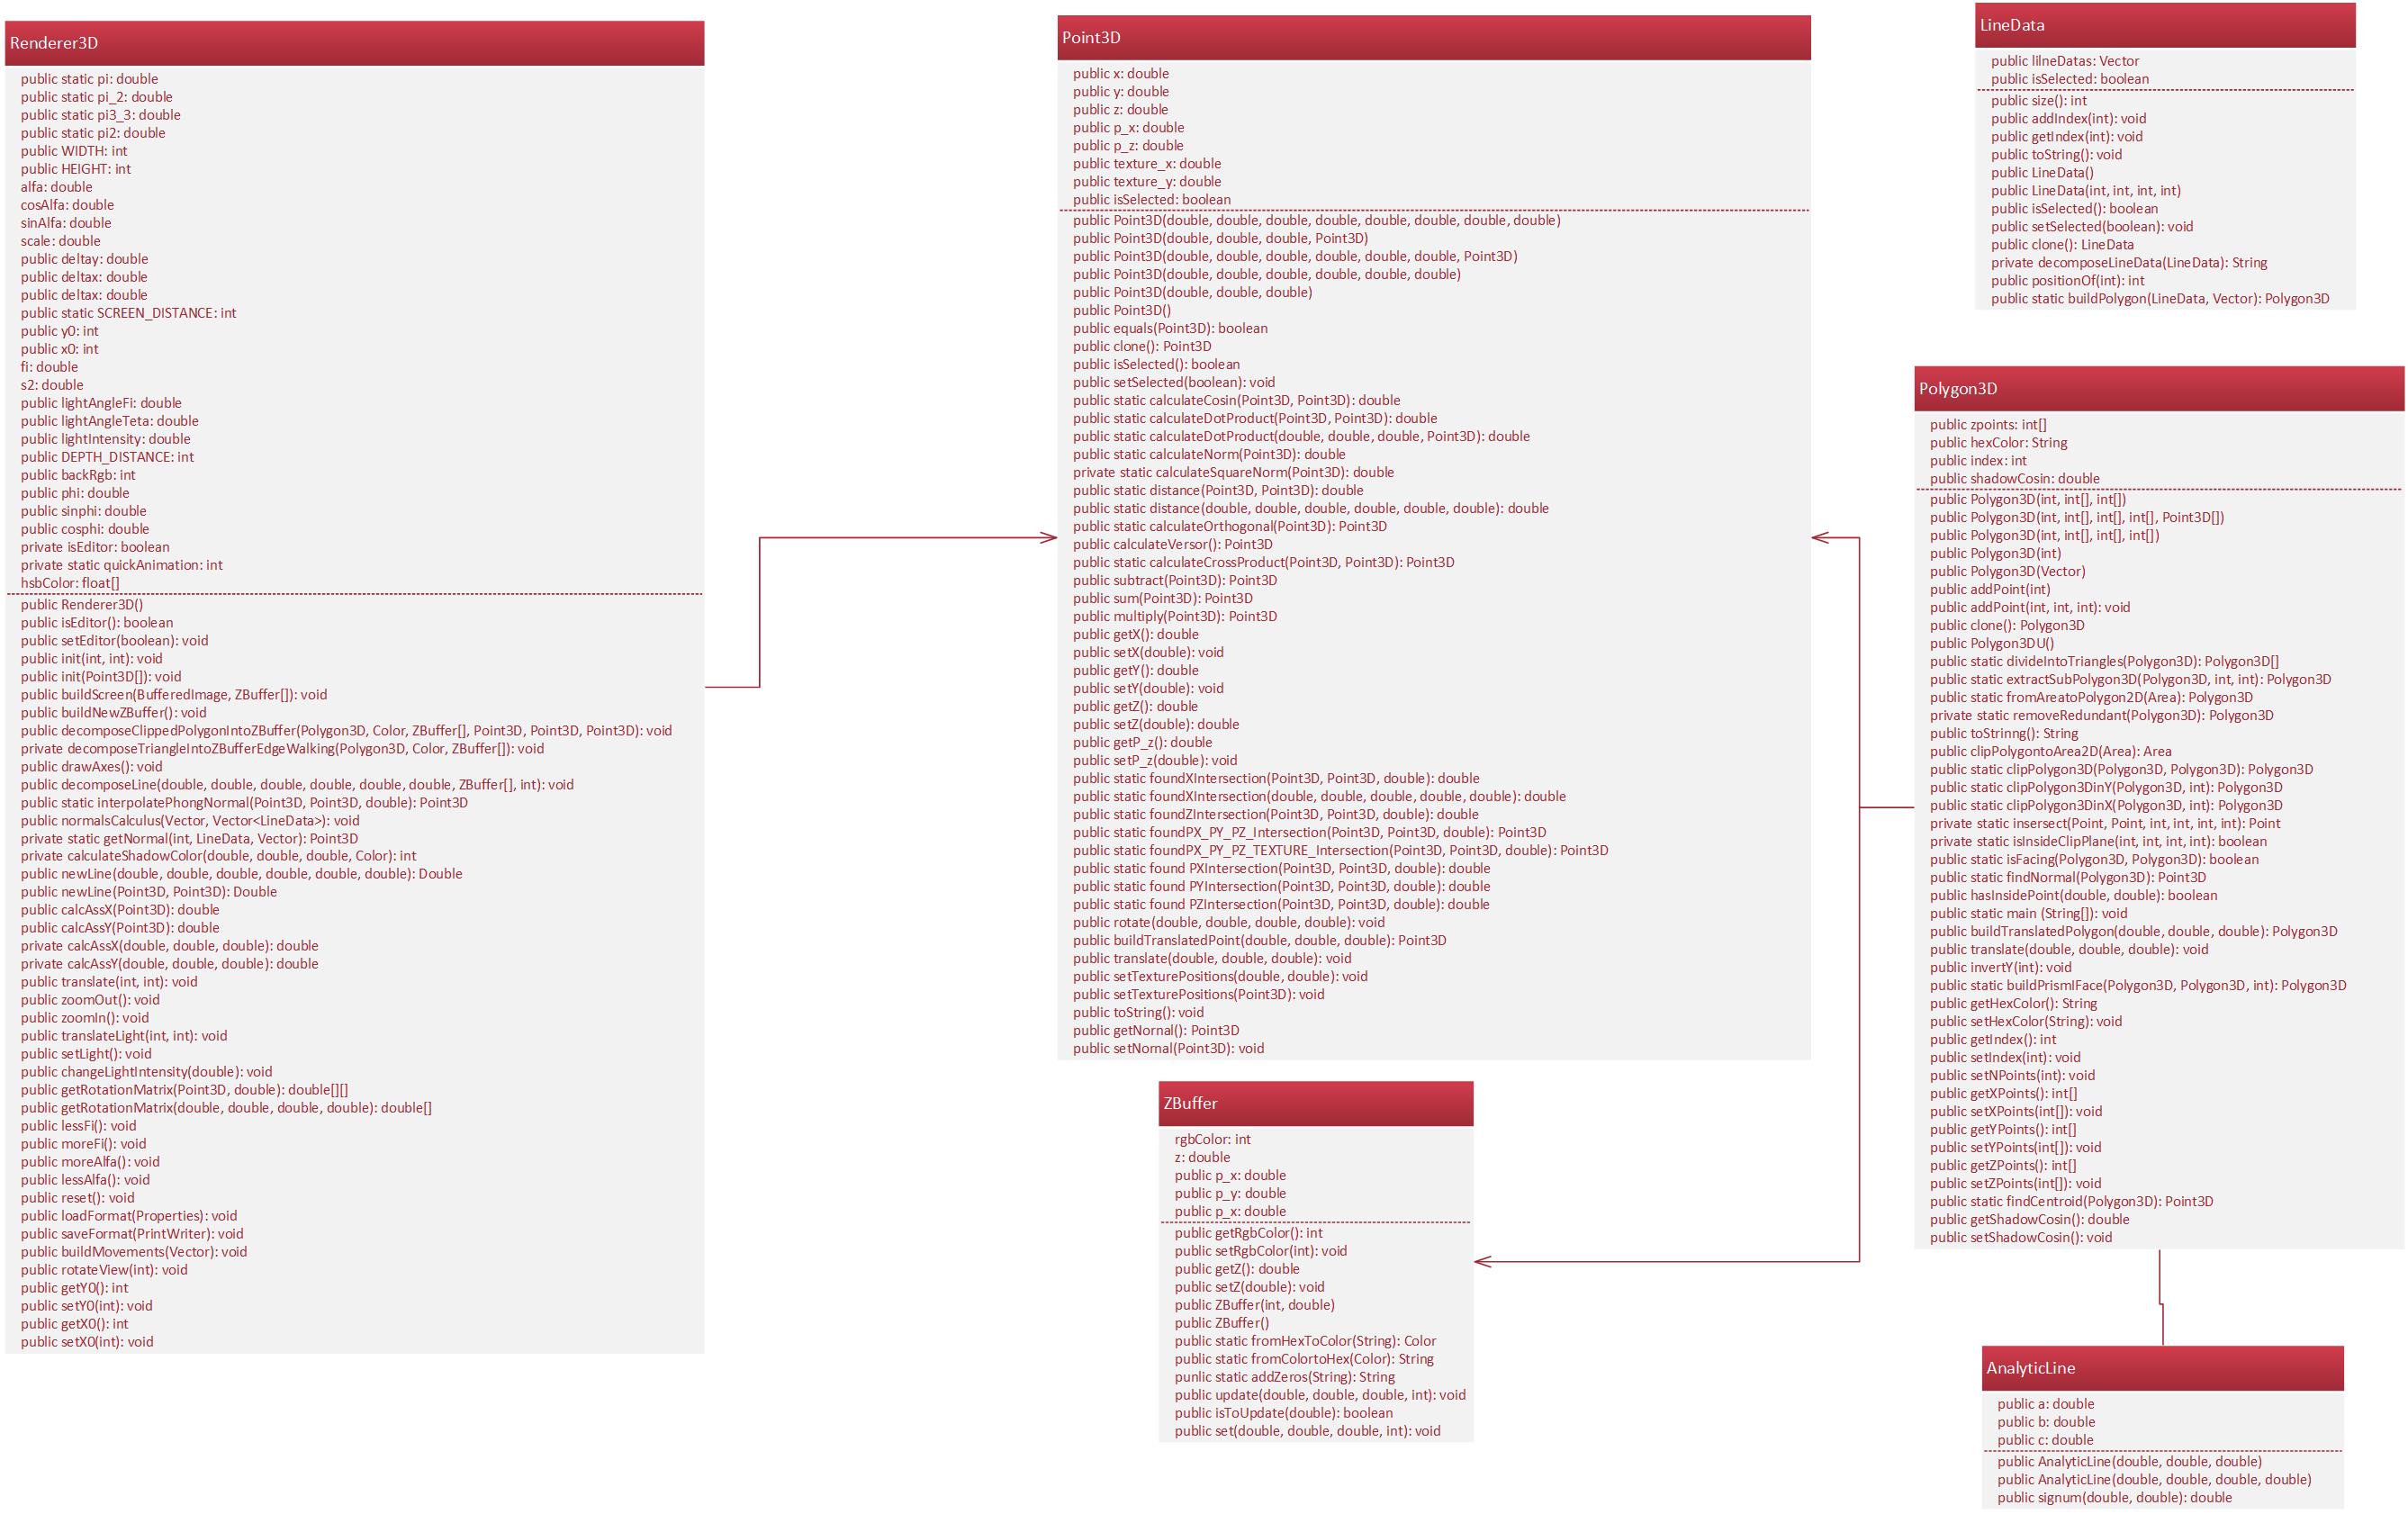 Renderer3D
public static pi: double
public static pi_2: double
public static pi3_3: double
public static pi2: double
public WIDTH: int
public HEIGHT: int
alfa: double
cosAlfa: double
sinAlfa: double
scale: double
public deltay: double
public deltax: double
public deltax: double
public static SCREEN_DISTANCE: int
public y0: int
public x0: int
fi: double
s2: double
public lightAngleFi: double
public lightAngleTeta: double
public lightIntensity: double
public DEPTH_DISTANCE: int
public backRgb: int
public phi: double
public sinphi: double
public cosphi: double
private isEditor: boolean
private static quickAnimation: int
hsbColor: float[]
public Renderer3D()
public isEditor(): boolean
public setEditor(boolean): void
public init(int, int): void
public init(Point3D[]): void
public buildScreen(BufferedImage, ZBuffer[]): void
public buildNewZBuffer(): void
public decomposeClippedPolygonIntoZBuffer(Polygon3D, Color, ZBuffer[], Point3D, Point3D, Point3D): void
private decomposeTriangleIntoZBufferEdgeWalking(Polygon3D, Color, ZBuffer[]): void
public drawAxes(): void
public decomposeLine(double, double, double, double, double, double, ZBuffer[], int): void
public static interpolatePhongNormal(Point3D, Point3D, double): Point3D
public normalsCalculus(Vector, Vector<LineData>): void
private static getNormal(int, LineData, Vector): Point3D
private calculateShadowColor(double, double, double, Color): int
public newLine(double, double, double, double, double, double): Double
public newLine(Point3D, Point3D): Double
public calcAssX(Point3D): double
public calcAssY(Point3D): double
private calcAssX(double, double, double): double
private calcAssY(double, double, double): double
public translate(int, int): void
public zoomOut(): void
public zoomIn(): void
public translateLight(int, int): void
public setLight(): void
public changeLightIntensity(double): void
public getRotationMatrix(Point3D, double): double[][]
public getRotationMatrix(double, double, double, double): double[]
public lessFi(): void
public moreFi(): void
public moreAlfa(): void
public lessAlfa(): void
public reset(): void
public loadFormat(Properties): void
public saveFormat(PrintWriter): void
public buildMovements(Vector): void
public rotateView(int): void
public getY0(): int
public setY0(int): void
public getX0(): int
public setX0(int): void
Point3D
public x: double
public y: double
public z: double
public p_x: double
public p_z: double
public texture_x: double
public texture_y: double
public isSelected: boolean
public Point3D(double, double, double, double, double, double, double, double)
public Point3D(double, double, double, Point3D)
public Point3D(double, double, double, double, double, double, Point3D)
public Point3D(double, double, double, double, double, double)
public Point3D(double, double, double)
public Point3D()
public equals(Point3D): boolean
public clone(): Point3D
public isSelected(): boolean
public setSelected(boolean): void
public static calculateCosin(Point3D, Point3D): double
public static calculateDotProduct(Point3D, Point3D): double
public static calculateDotProduct(double, double, double, Point3D): double
public static calculateNorm(Point3D): double
private static calculateSquareNorm(Point3D): double
public static distance(Point3D, Point3D): double
public static distance(double, double, double, double, double, double): double
public static calculateOrthogonal(Point3D): Point3D
public calculateVersor(): Point3D
public static calculateCrossProduct(Point3D, Point3D): Point3D
public subtract(Point3D): Point3D
public sum(Point3D): Point3D
public multiply(Point3D): Point3D
public getX(): double
public setX(double): void
public getY(): double
public setY(double): void
public getZ(): double
public setZ(double): double
public getP_z(): double
public setP_z(double): void
public static foundXIntersection(Point3D, Point3D, double): double
public static foundXIntersection(double, double, double, double, double): double
public static foundZIntersection(Point3D, Point3D, double): double
public static foundPX_PY_PZ_Intersection(Point3D, Point3D, double): Point3D
public static foundPX_PY_PZ_TEXTURE_Intersection(Point3D, Point3D, double): Point3D
public static found PXIntersection(Point3D, Point3D, double): double
public static found PYIntersection(Point3D, Point3D, double): double
public static found PZIntersection(Point3D, Point3D, double): double
public rotate(double, double, double, double): void
public buildTranslatedPoint(double, double, double): Point3D
public translate(double, double, double): void
public setTexturePositions(double, double): void
public setTexturePositions(Point3D): void
public toString(): void
public getNornal(): Point3D
public setNornal(Point3D): void
ZBuffer
rgbColor: int
z: double
public p_x: double
public p_y: double
public p_x: double
public getRgbColor(): int
public setRgbColor(int): void
public getZ(): double
public setZ(double): void
public ZBuffer(int, double)
public ZBuffer()
public static fromHexToColor(String): Color
public static fromColortoHex(Color): String
punlic static addZeros(String): String
public update(double, double, double, int): void
public isToUpdate(double): boolean
public set(double, double, double, int): void
LineData
public lilneDatas: Vector
public isSelected: boolean
public size(): int
public addIndex(int): void
public getIndex(int): void
public toString(): void
public LineData()
public LineData(int, int, int, int)
public isSelected(): boolean
public setSelected(boolean): void
public clone(): LineData
private decomposeLineData(LineData): String
public positionOf(int): int
public static buildPolygon(LineData, Vector): Polygon3D
Polygon3D
public zpoints: int[]
public hexColor: String
public index: int
public shadowCosin: double
public Polygon3D(int, int[], int[])
public Polygon3D(int, int[], int[], int[], Point3D[])
public Polygon3D(int, int[], int[], int[])
public Polygon3D(int)
public Polygon3D(Vector)
public addPoint(int)
public addPoint(int, int, int): void
public clone(): Polygon3D
public Polygon3DU()
public static divideIntoTriangles(Polygon3D): Polygon3D[]
public static extractSubPolygon3D(Polygon3D, int, int): Polygon3D
public static fromAreatoPolygon2D(Area): Polygon3D
private static removeRedundant(Polygon3D): Polygon3D
public toStrinng(): String
public clipPolygontoArea2D(Area): Area
public static clipPolygon3D(Polygon3D, Polygon3D): Polygon3D
public static clipPolygon3DinY(Polygon3D, int): Polygon3D
public static clipPolygon3DinX(Polygon3D, int): Polygon3D
private static insersect(Point, Point, int, int, int, int): Point
private static isInsideClipPlane(int, int, int, int): boolean
public static isFacing(Polygon3D, Polygon3D): boolean
public static findNormal(Polygon3D): Point3D
public hasInsidePoint(double, double): boolean
public static main (String[]): void
public buildTranslatedPolygon(double, double, double): Polygon3D
public translate(double, double, double): void
public invertY(int): void
public static buildPrismIFace(Polygon3D, Polygon3D, int): Polygon3D
public getHexColor(): String
public setHexColor(String): void
public getIndex(): int
public setIndex(int): void
public setNPoints(int): void
public getXPoints(): int[]
public setXPoints(int[]): void
public getYPoints(): int[]
public setYPoints(int[]): void
public getZPoints(): int[]
public setZPoints(int[]): void
public static findCentroid(Polygon3D): Point3D
public getShadowCosin(): double
public setShadowCosin(): void
AnalyticLine
public a: double
public b: double
public c: double
public AnalyticLine(double, double, double)
public AnalyticLine(double, double, double, double)
public signum(double, double): double